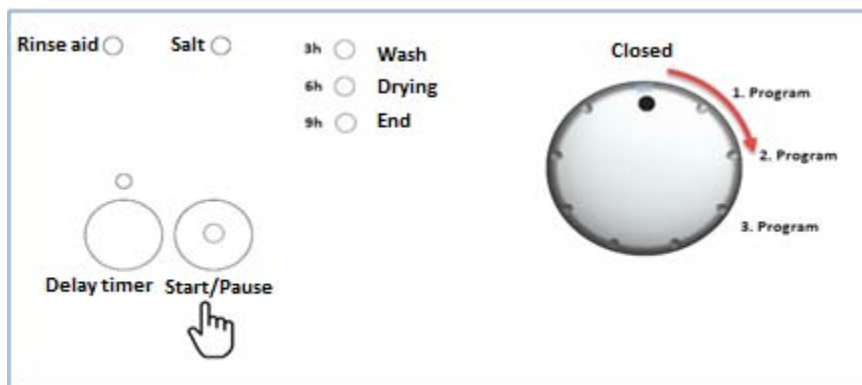 Rinse aid
Salt
3h Wash
6h Drying
9h End
Closed
1. Program
2. Program
3. Program
Delay timer
Start/Pause